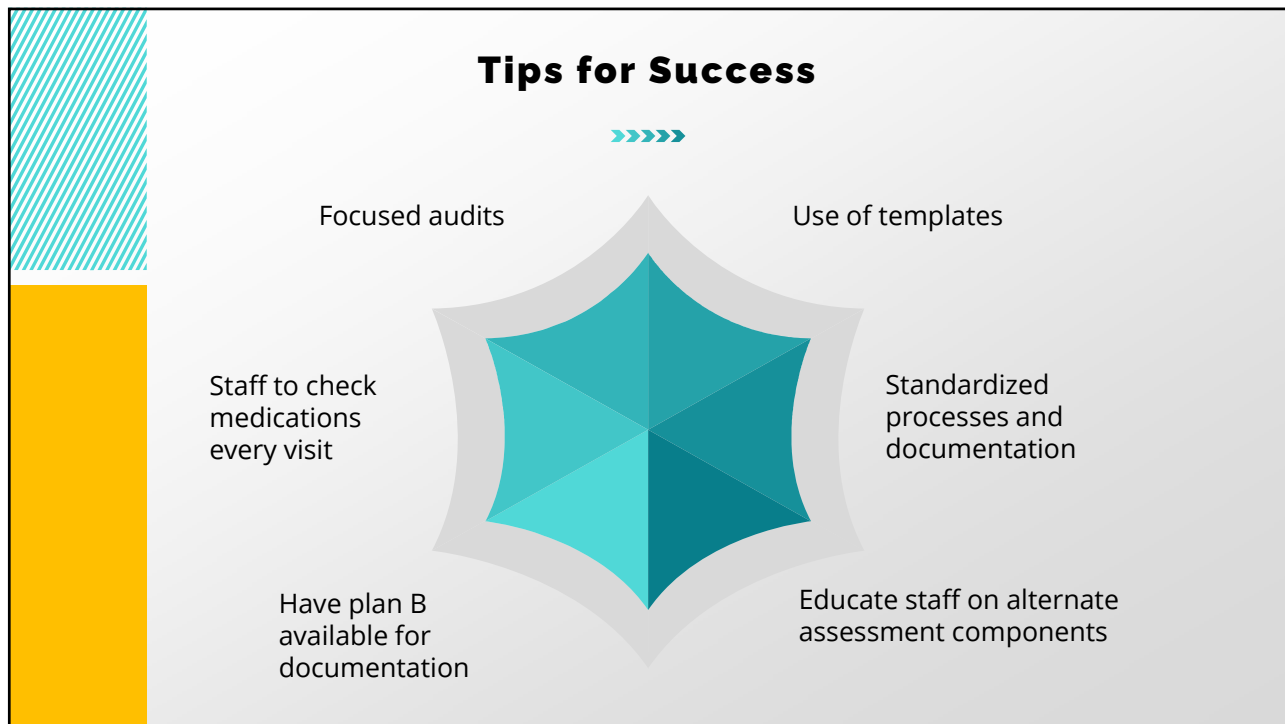 Tips for Success
Focused audits
Use of templates
Staff to check
medications
every visit
Standardized
processes and
documentation
Have plan B
available for
documentation
Educate staff on alternate
assessment components